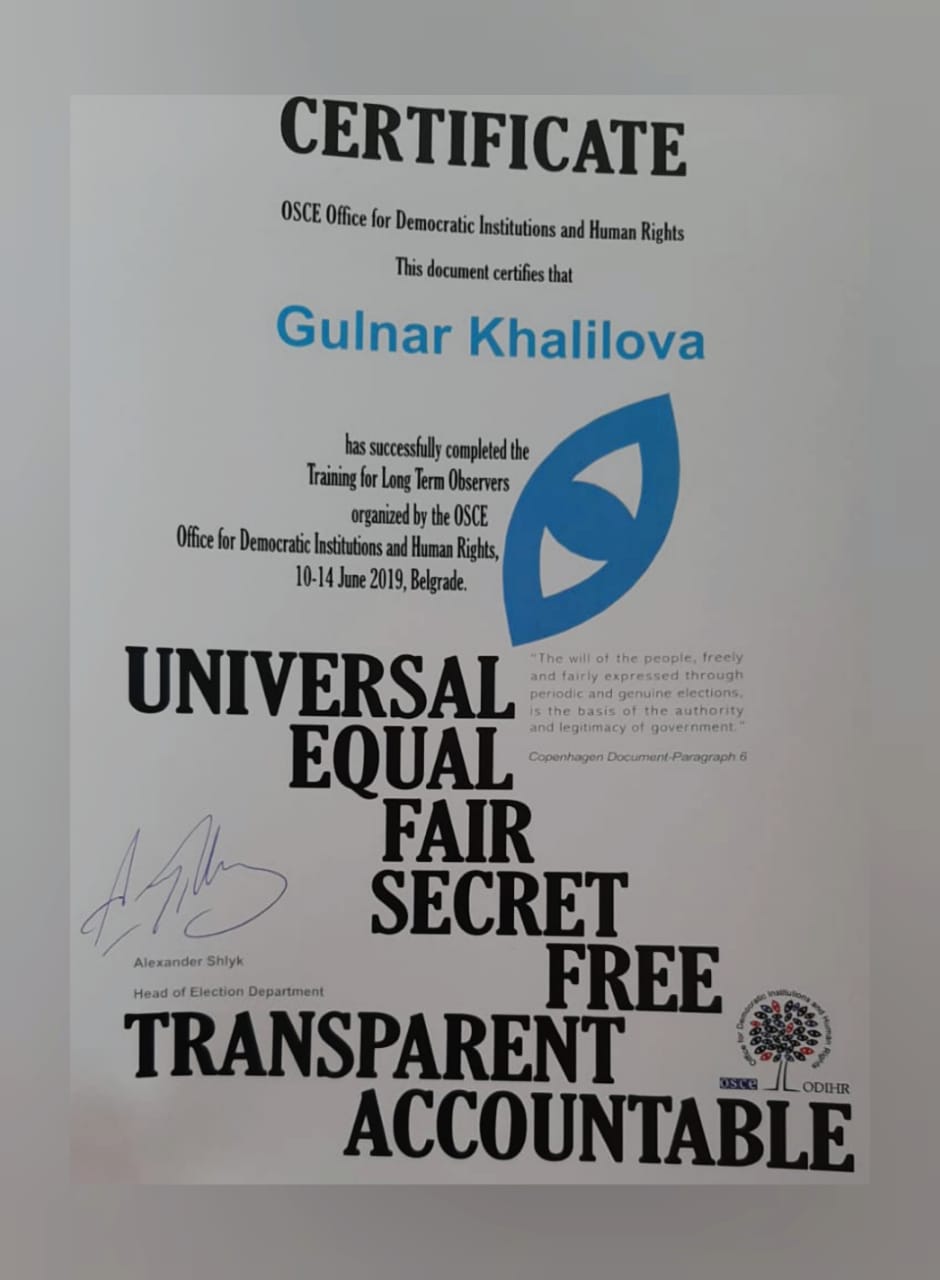 CERTIFICATE
OSCE Office for Democratic Institutions and Human Rights
This document certifies that
Gulnar Khalilova
has successfully completed the
Training for Long Term Observers
organized by the OSCE
Office for Democratic Institutions and Human Rights,
10-14 June 2019, Belgrade.
"The will of the people, freely
and fairly expressed through
periodic and genuine elections,
is the basis of the authority
and legitimacy of government."
Copenhagen Document-Paragraph 6
UNIVERSAL
EQUAL
FAIR
SECRET
FREE
TRANSPARENT
ACCOUNTABLE
Alexander Shlyk
Head of Election Department
Office for Democratic Institutions and Human Rights
osce
ODIHR